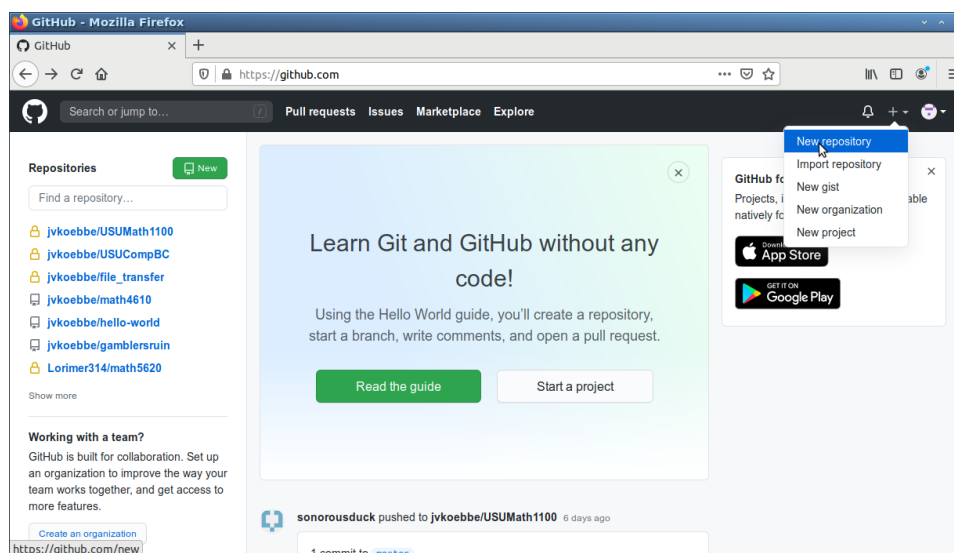 GitHub - Mozilla Firefox
GitHub
https://github.com
Search or jump to...
/
Pull requests Issues Marketplace Explore
New repository
Import repository
New gist
New organization
New project
Repositories
New
Find a repository…
jvkoebbe/USUMath1100
jvkoebbe/USUCompBC
jvkoebbe/file_transfer
jvkoebbe/math4610
jvkoebbe/hello-world
jvkoebbe/gamblersruin
Lorimer314/math5620
Show more
Working with a team?
GitHub is built for collaboration. Set up
an organization to improve the way your
team works together, and get access to
more features.
Create an organization
https://github.com/new
Learn Git and GitHub without any
code!
Using the Hello World guide, you’ll create a repository,
start a branch, write comments, and open a pull request.
Read the guide
Start a project
sonorousduck pushed to jvkoebbe/USUMath1100 6 days ago
1 commit to master
GitHub fo
Projects, i able
natively fo
App Store
GET IT ON
Google Play